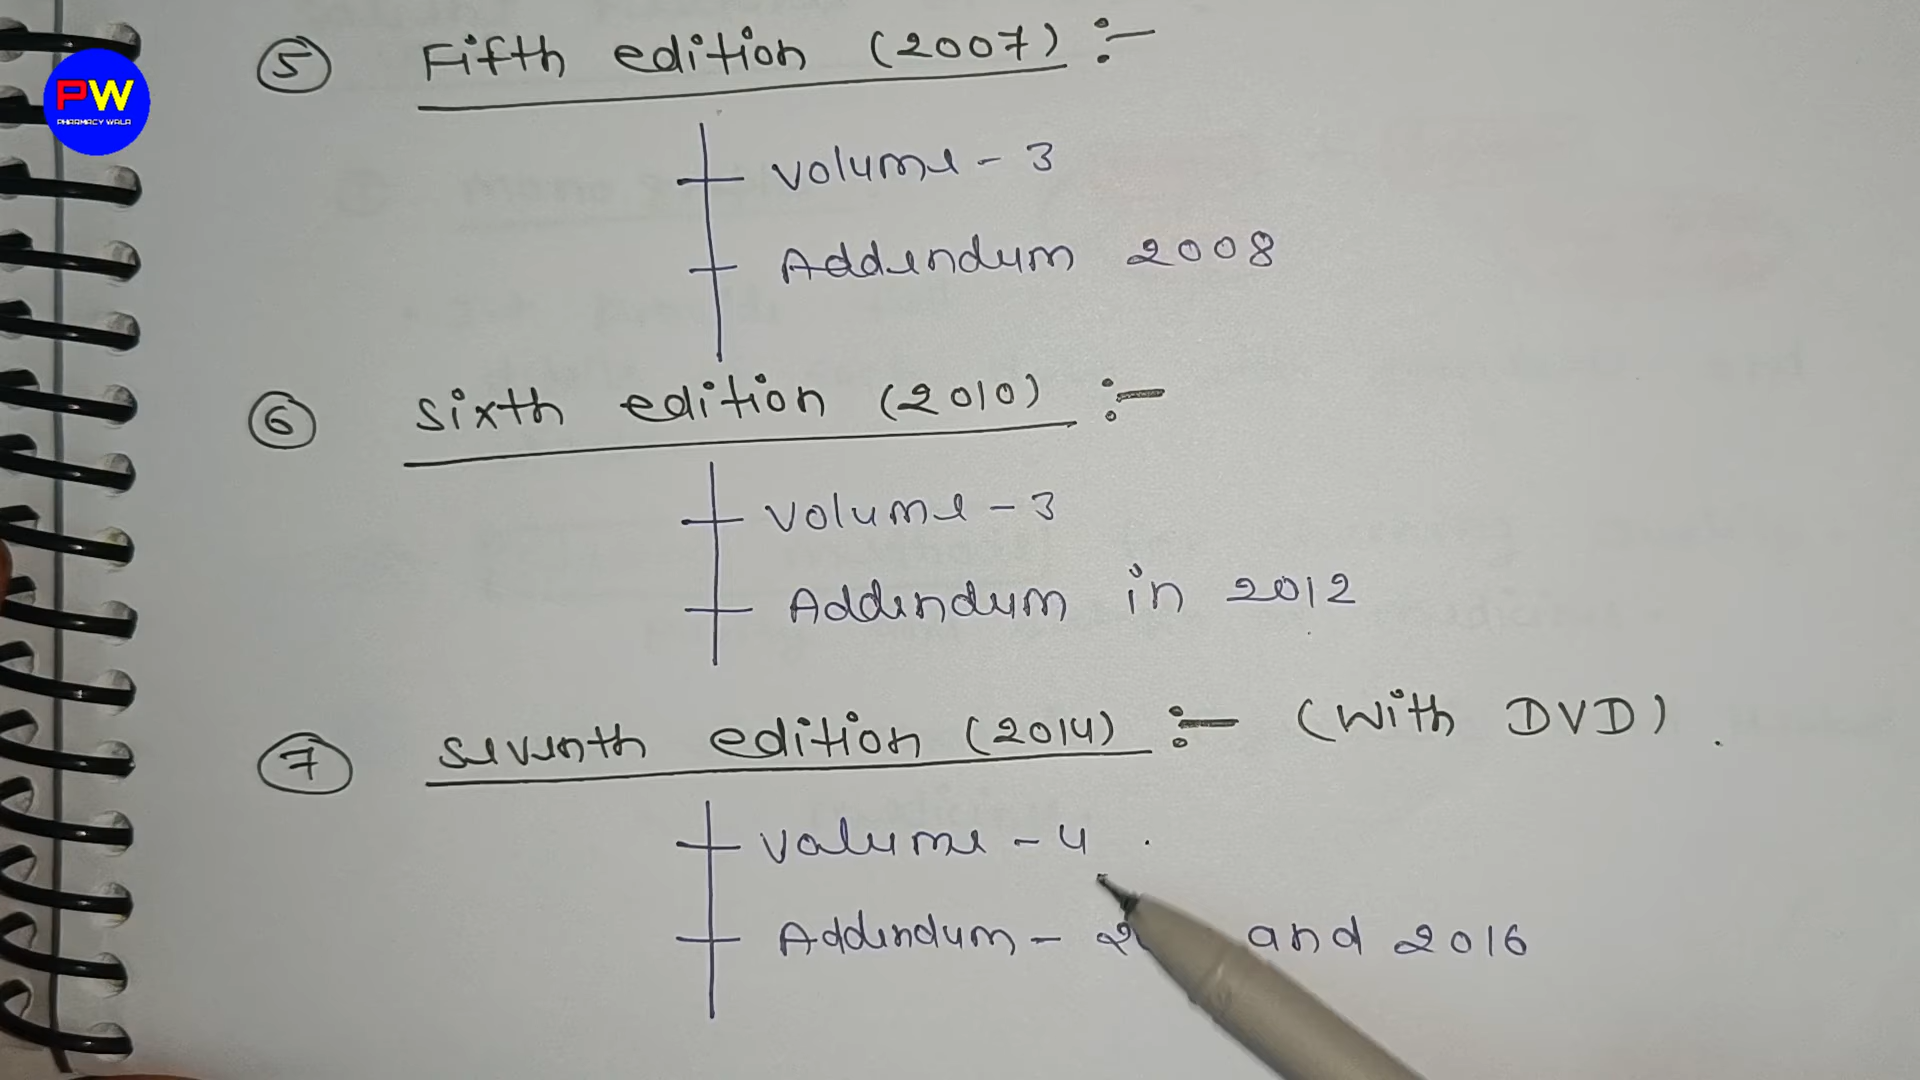 PW
PHARMACY WALA
⑤ Fifth edition (2007) :-
Volume - 3
Addendum 2008
⑥ Sixth edition (2010) :-
Volume - 3
Addendum in 2012
⑦ Seventh edition (2014) :- (With DVD)
Volume - 4
Addendum - and 2016